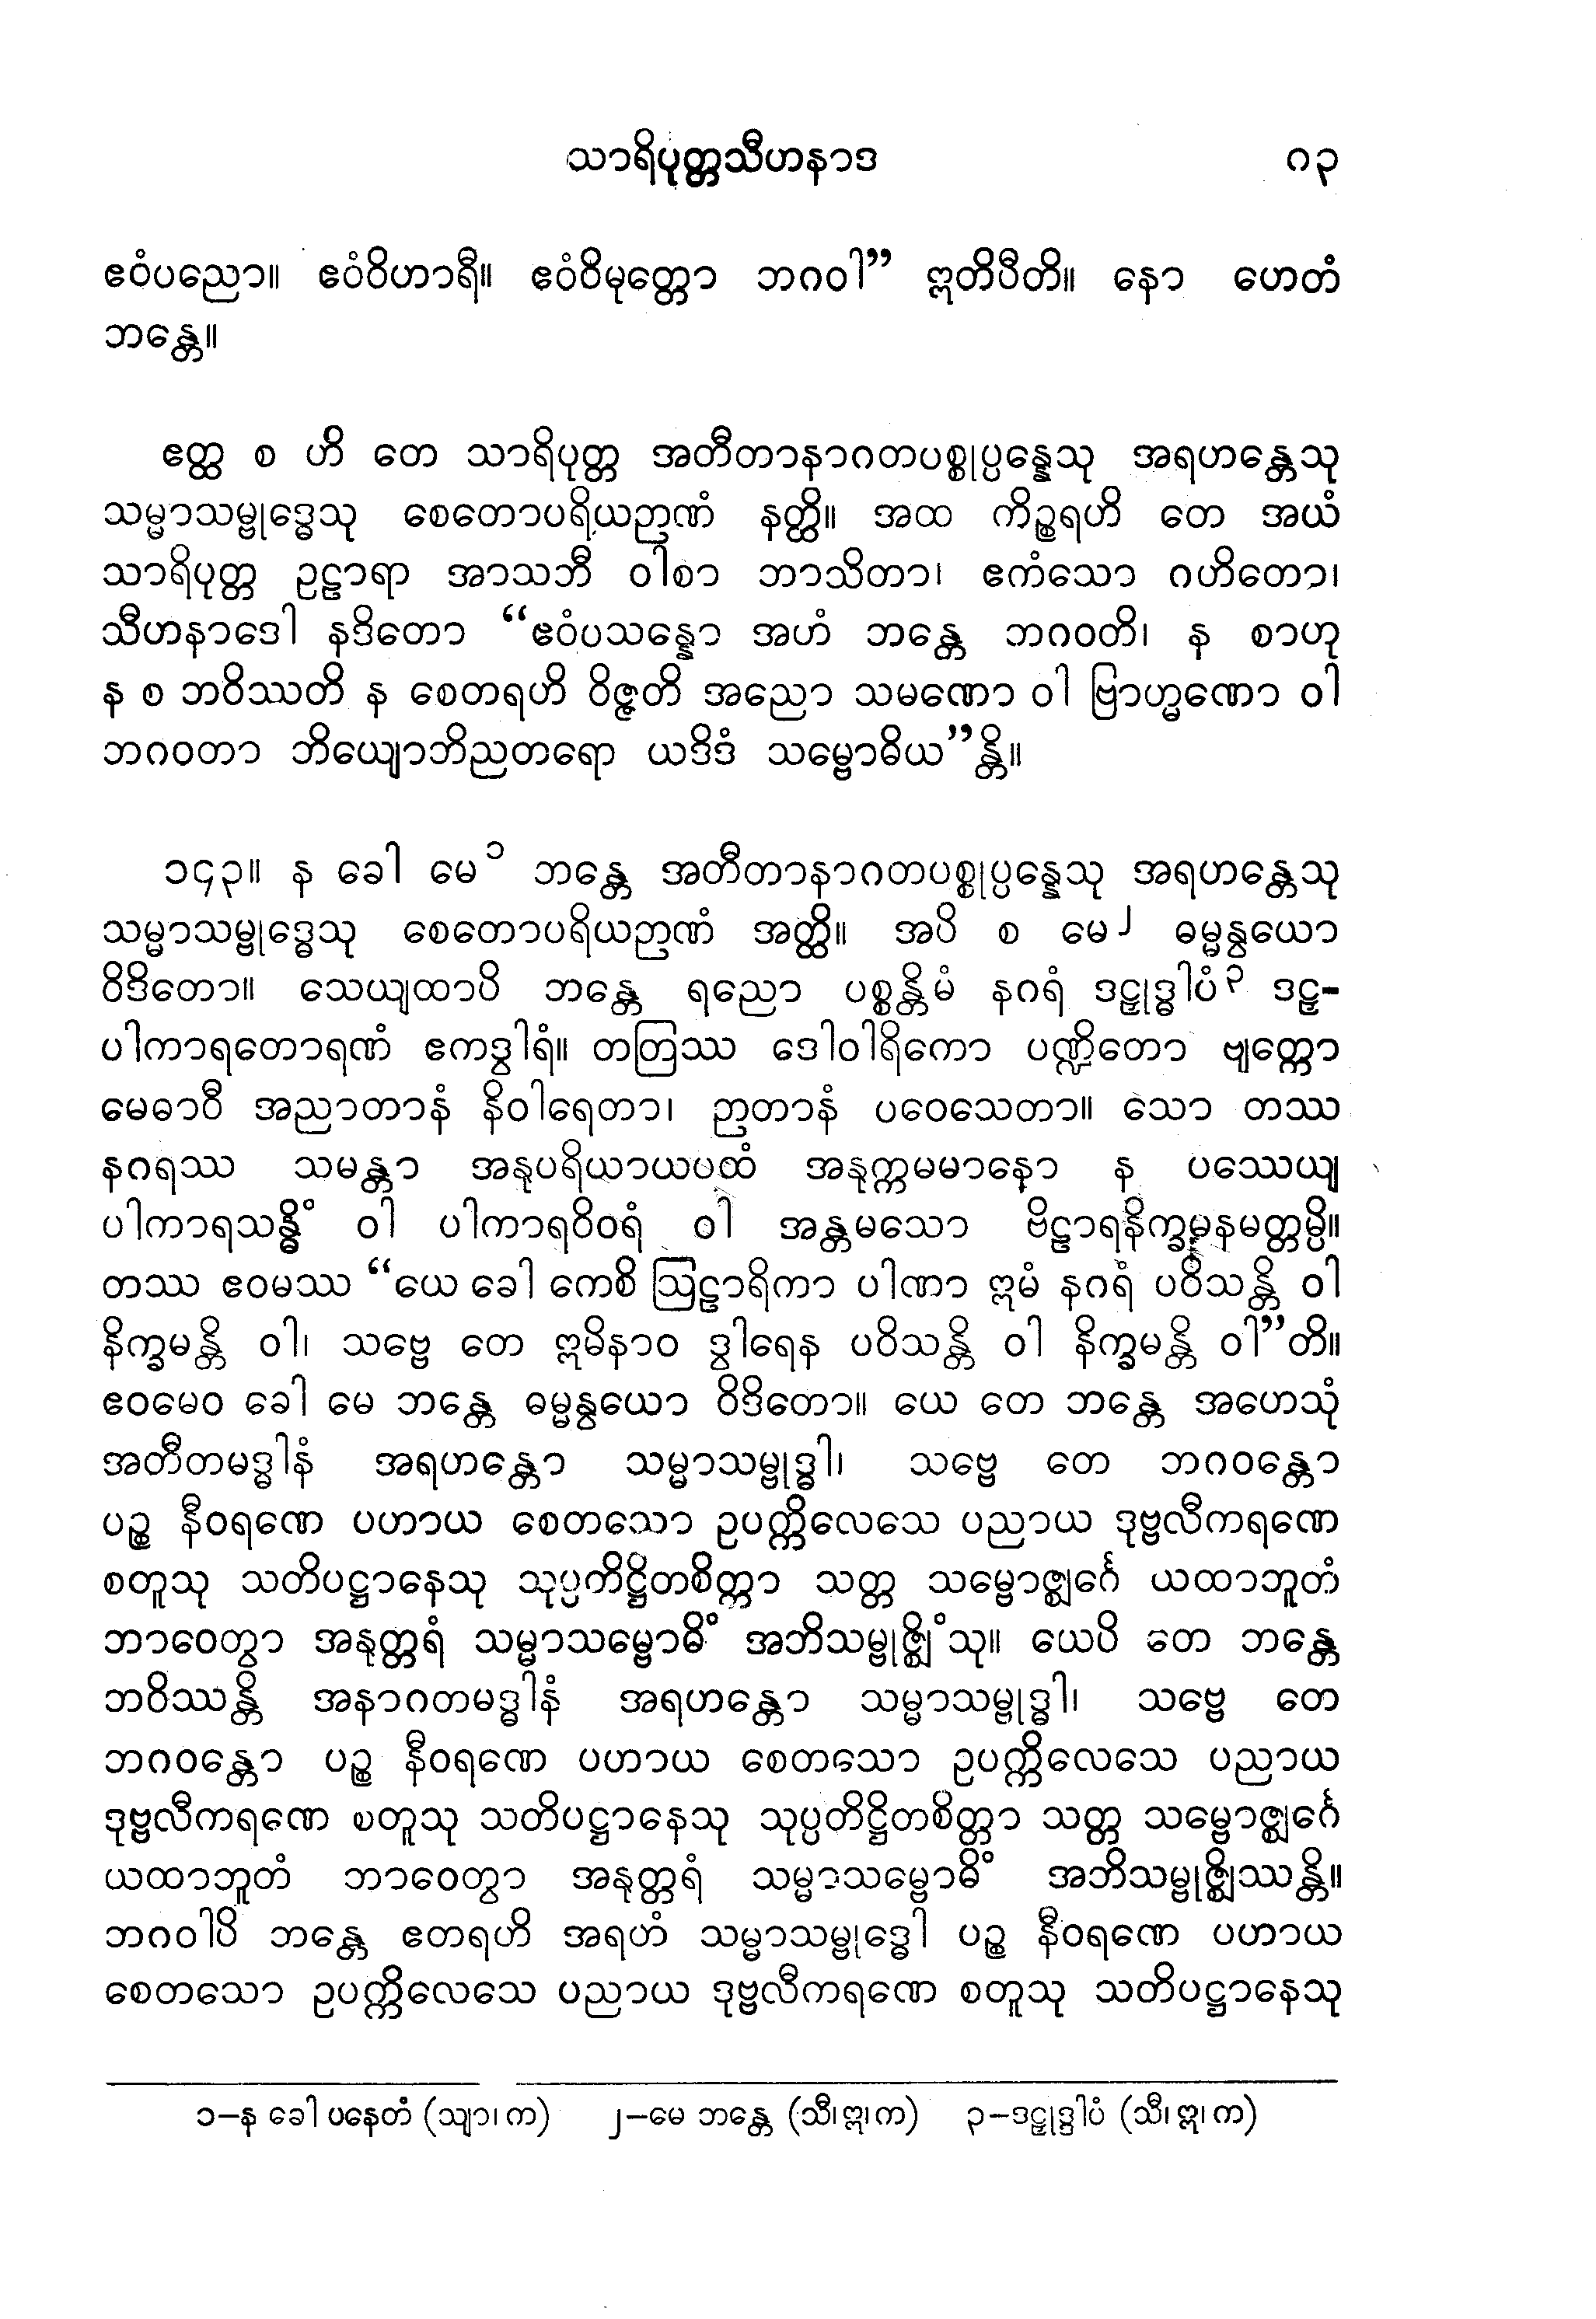 သာရိပုတ္တသီဟနာဒ ၈၃
ဧဝံပညော။ ဧဝံဝိဟာရီ။ ဧဝံဝိမုတ္တော ဘဂဝါ” ဣတိပီတိ။ နော ဟေတံ
ဘန္တေ။
ဧတ္ထ စ ဟိ တေ သာရိပုတ္တ အတီတာနာဂတပစ္စုပ္ပန္နေသု အရဟန္တေသု
သမ္မာသမ္ဗုဒ္ဓေသု စေတောပရိယဉာဏံ နတ္ထိ။ အထ ကိဉ္စရဟိ တေ အယံ
သာရိပုတ္တ ဥဠာရာ အာသဘီ ဝါစာ ဘာသိတာ၊ ဧကံသော ဂဟိတော၊
သီဟနာဒေါ နဒိတော “ဧဝံပသန္နော အဟံ ဘန္တေ ဘဂဝတိ၊ န စာဟု
န စ ဘဝိဿတိ န စေတရဟိ ဝိဇ္ဇတိ အညော သမဏော ဝါ ဗြာဟ္မဏော ဝါ
ဘဂဝတာ ဘိယျောဘိညတရော ယဒိဒံ သမ္ဗောဓိယ”န္တိ။
၁၄၃။ န ခေါ မေ ၁ ဘန္တေ အတီတာနာဂတပစ္စုပ္ပန္နေသု အရဟန္တေသု
သမ္မာသမ္ဗုဒ္ဓေသု စေတောပရိယဉာဏံ အတ္ထိ။ အပိ စ မေ ၂ ဓမ္မန္ဝယော
ဝိဒိတော။ သေယျထာပိ ဘန္တေ ရညော ပစ္စန္တိမံ နဂရံ ဒဠှုဒ္ဓါပံ ၃ ဒဠှ-
ပါကာရတောရဏံ ဧကဒွါရံ။ တတြဿ ဒေါဝါရိကော ပဏ္ဍိတော ဗျတ္တော
မေဓာဝီ အညာတာနံ နိဝါရေတာ၊ ဉာတာနံ ပဝေသေတာ။ သော တဿ
နဂရဿ သမန္တာ အနုပရိယာယပထံ အနုက္ကမမာနော န ပဿေယျ
ပါကာရသန္ဓိံ ဝါ ပါကာရဝိဝရံ ဝါ အန္တမသော ဗိဠာရနိက္ခမနမတ္တမ္ပိ။
တဿ ဧဝမဿ “ယေ ခေါ ကေစိ ဩဠာရိကာ ပါဏာ ဣမံ နဂရံ ပဝိသန္တိ ဝါ
နိက္ခမန္တိ ဝါ၊ သဗ္ဗေ တေ ဣမိနာဝ ဒွါရေန ပဝိသန္တိ ဝါ နိက္ခမန္တိ ဝါ”တိ။
ဧဝမေဝ ခေါ မေ ဘန္တေ ဓမ္မန္ဝယော ဝိဒိတော။ ယေ တေ ဘန္တေ အဟေသုံ
အတီတမဒ္ဓါနံ အရဟန္တော သမ္မာသမ္ဗုဒ္ဓါ၊ သဗ္ဗေ တေ ဘဂဝန္တော
ပဉ္စ နီဝရဏေ ပဟာယ စေတသော ဥပက္ကိလေသေ ပညာယ ဒုဗ္ဗလီကရဏေ
စတူသု သတိပဋ္ဌာနေသု သုပ္ပတိဋ္ဌိတစိတ္တာ သတ္တ သမ္ဗောဇ္ဈင်္ဂေ ယထာဘူတံ
ဘာဝေတွာ အနုတ္တရံ သမ္မာသမ္ဗောဓိံ အဘိသမ္ဗုဇ္ဈိံသု။ ယေပိ တေ ဘန္တေ
ဘဝိဿန္တိ အနာဂတမဒ္ဓါနံ အရဟန္တော သမ္မာသမ္ဗုဒ္ဓါ၊ သဗ္ဗေ တေ
ဘဂဝန္တော ပဉ္စ နီဝရဏေ ပဟာယ စေတသော ဥပက္ကိလေသေ ပညာယ
ဒုဗ္ဗလီကရဏေ စတူသု သတိပဋ္ဌာနေသု သုပ္ပတိဋ္ဌိတစိတ္တာ သတ္တ သမ္ဗောဇ္ဈင်္ဂေ
ယထာဘူတံ ဘာဝေတွာ အနုတ္တရံ သမ္မာသမ္ဗောဓိံ အဘိသမ္ဗုဇ္ဈိဿန္တိ။
ဘဂဝါပိ ဘန္တေ ဧတရဟိ အရဟံ သမ္မာသမ္ဗုဒ္ဓေါ ပဉ္စ နီဝရဏေ ပဟာယ
စေတသော ဥပက္ကိလေသေ ပညာယ ဒုဗ္ဗလီကရဏေ စတူသု သတိပဋ္ဌာနေသု
၁–န ခေါ ပနေတံ (သျာ၊က) ၂–မေ ဘန္တေ (သီ၊ဣ၊က) ၃–ဒဠှုဒ္ဒါပံ (သီ၊ဣ၊က)